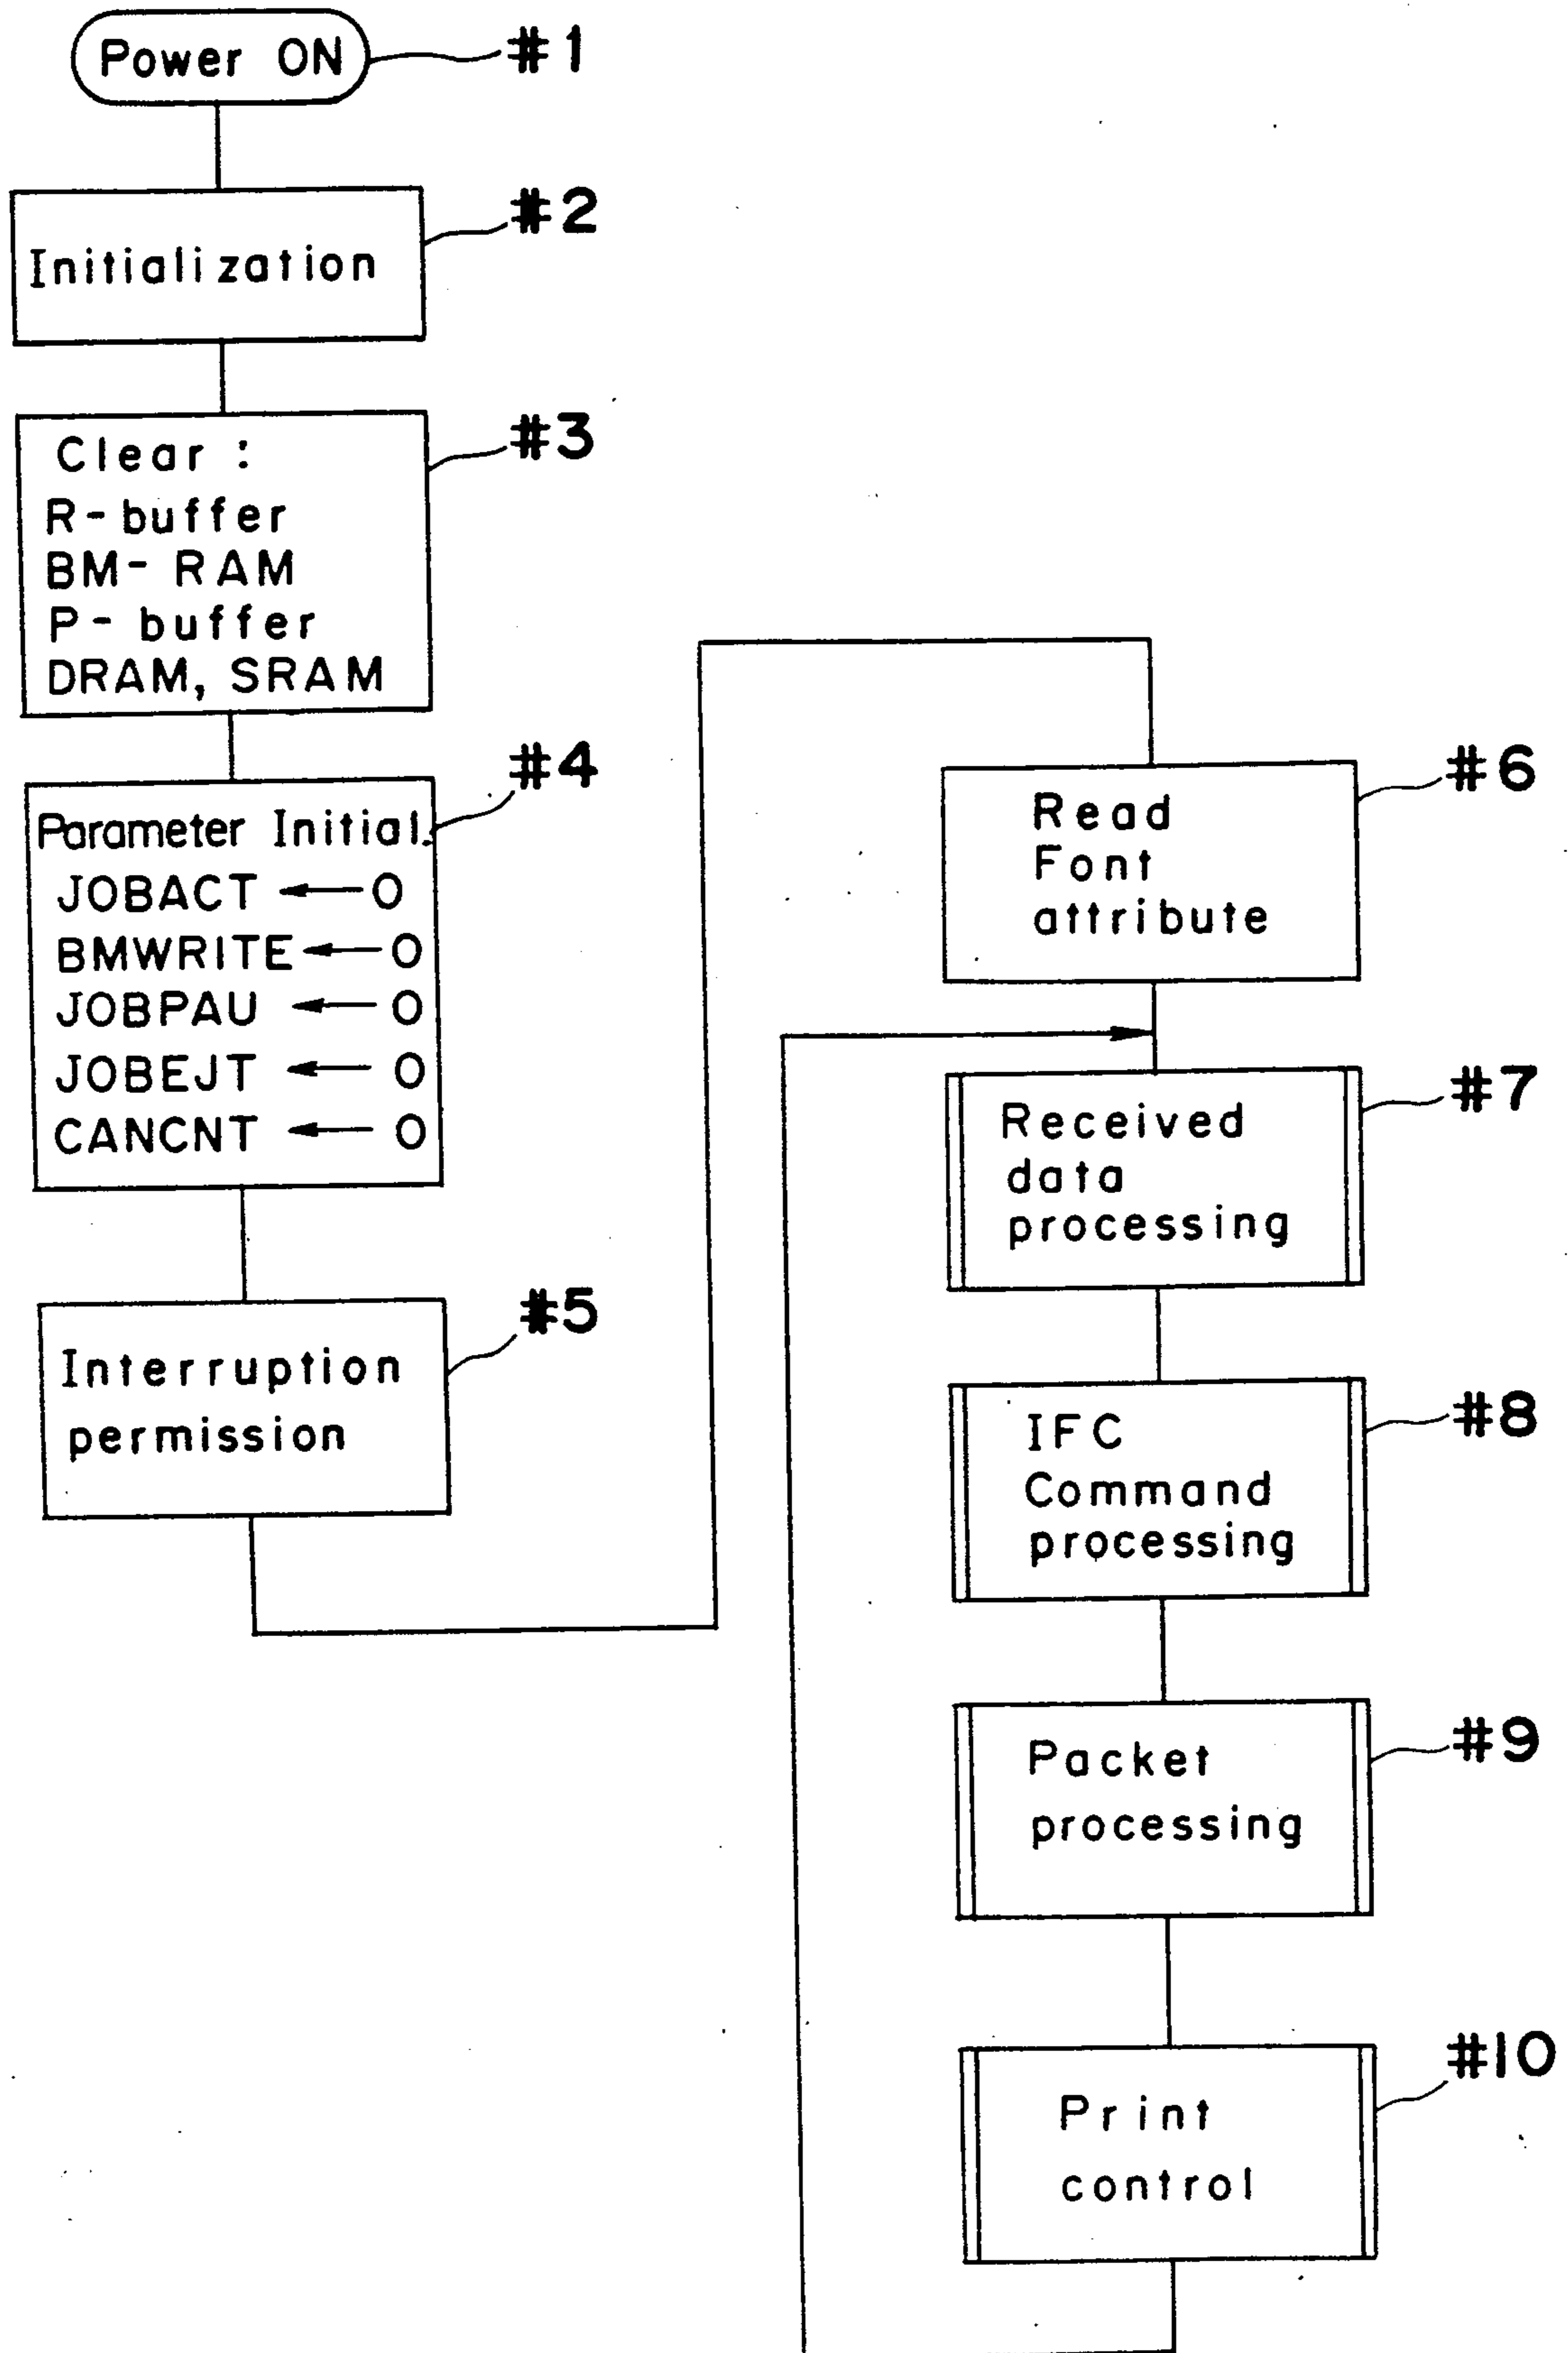 Power ON #1
#2
Initialization
#3
Clear :
R-buffer
BM- RAM
P- buffer
DRAM, SRAM
#4
Parameter Initial.
JOBACT ← 0
BMWRITE ← 0
JOBPAU ← 0
JOBEJT ← 0
CANCNT ← 0
#5
Interruption
permission
#6
Read
Font
attribute
#7
Received
data
processing
#8
IFC
Command
processing
#9
Packet
processing
#10
Print
control